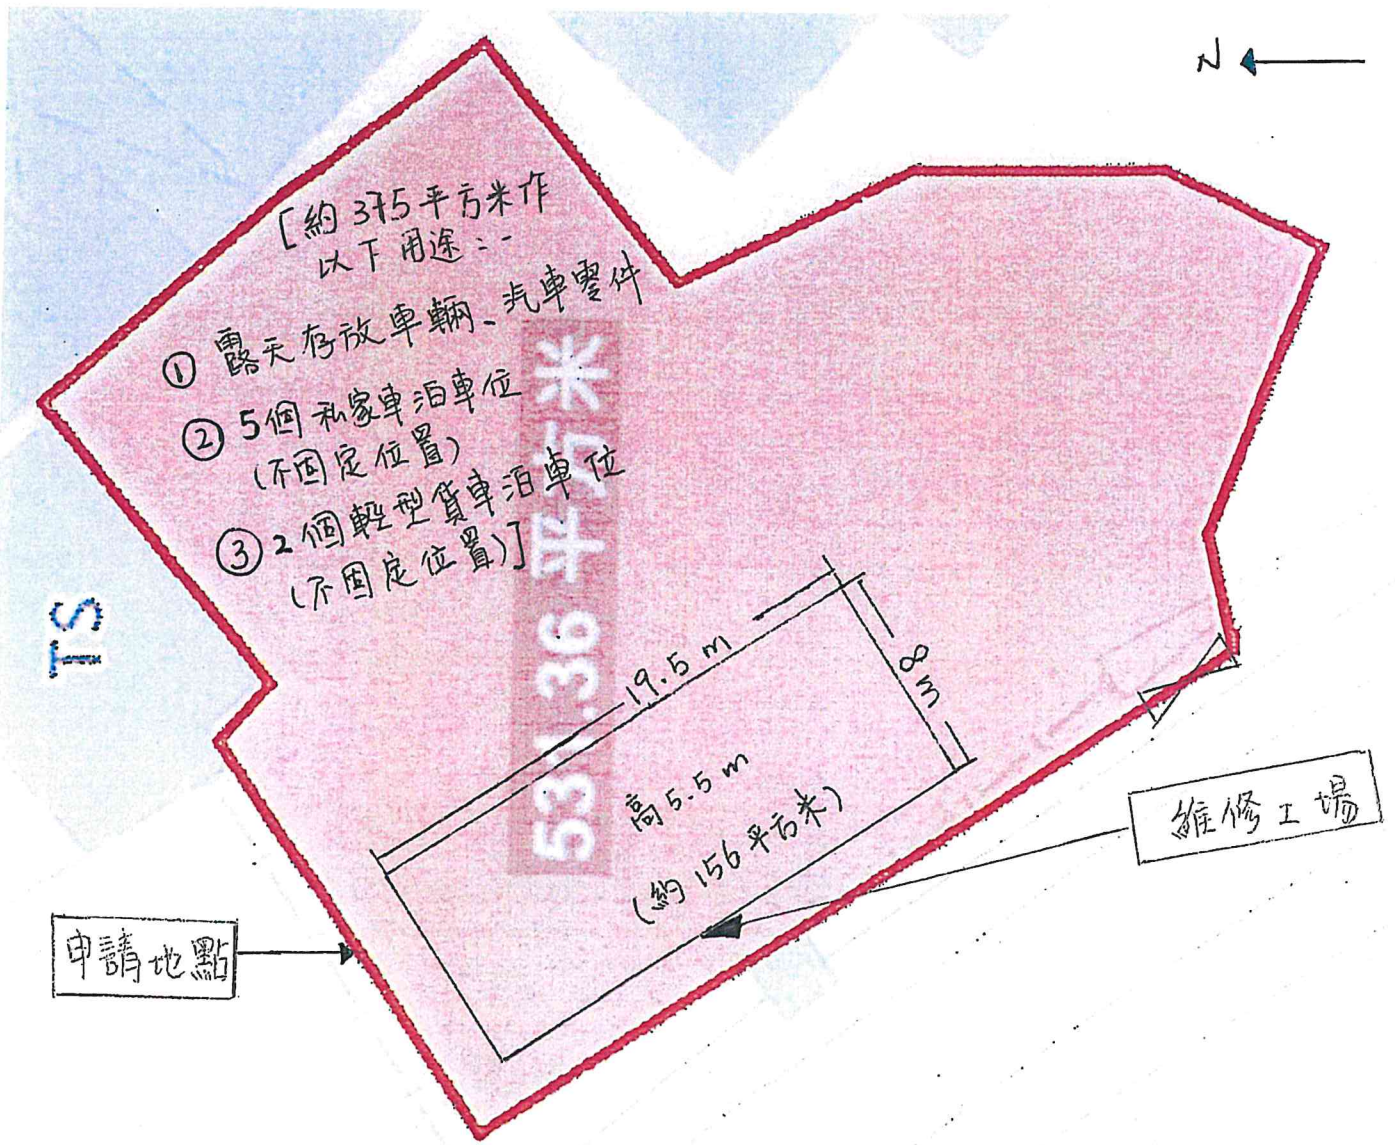 N
[約375平方米作
以下用途：-
① 露天存放車輛、汽車零件
② 5個私家車泊車位
(不固定位置)
③ 2個輕型貨車泊車位
(不固定位置)]
531.36 平方米
TS
19.5 m
8 m
高5.5 m
(約156平方米)
維修工場
申請地點